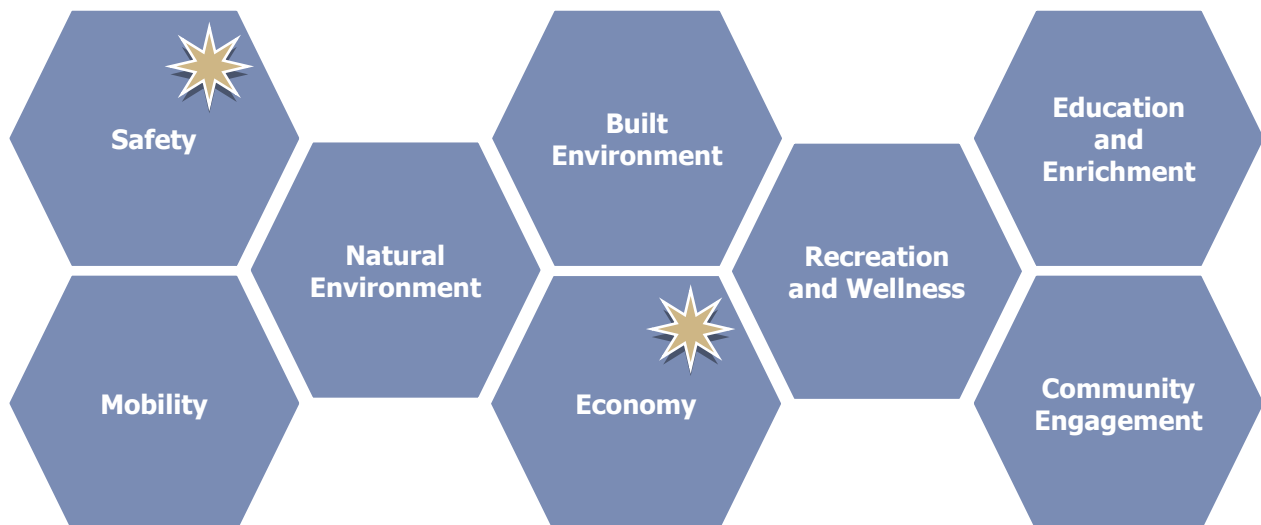 Safety
Mobility
Natural
Environment
Built
Environment
Economy
Recreation
and Wellness
Education
and
Enrichment
Community
Engagement